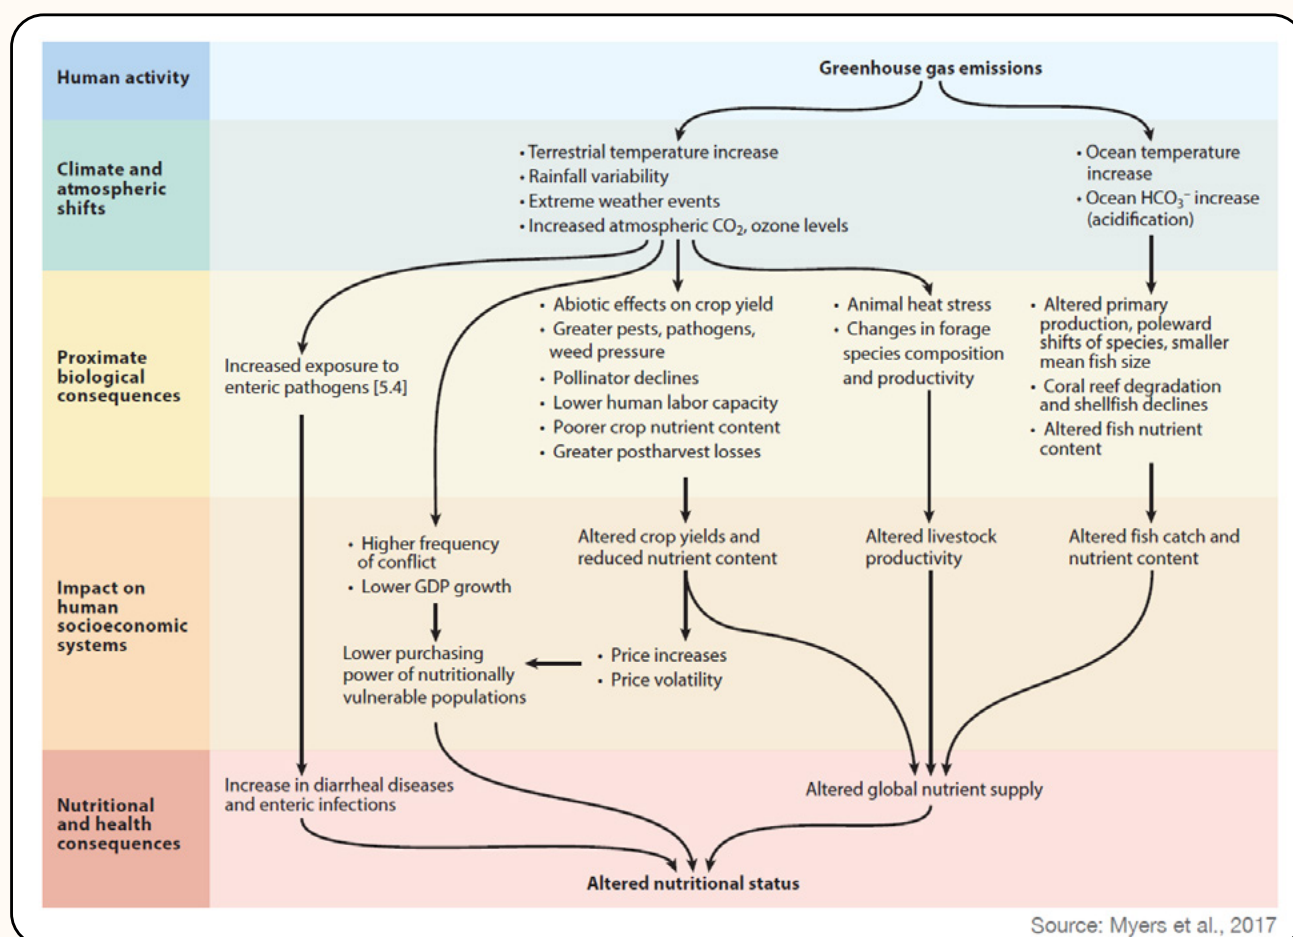 Human activity
Greenhouse gas emissions
Climate and
atmospheric
shifts
• Terrestrial temperature increase
• Rainfall variability
• Extreme weather events
• Increased atmospheric CO₂, ozone levels
• Ocean temperature
increase
• Ocean HCO₃⁻ increase
(acidification)
Proximate
biological
consequences
Increased exposure to
enteric pathogens [5.4]
• Abiotic effects on crop yield
• Greater pests, pathogens,
weed pressure
• Pollinator declines
• Lower human labor capacity
• Poorer crop nutrient content
• Greater postharvest losses
• Animal heat stress
• Changes in forage
species composition
and productivity
• Altered primary
production, poleward
shifts of species, smaller
mean fish size
• Coral reef degradation
and shellfish declines
• Altered fish nutrient
content
Impact on
human
socioeconomic
systems
• Higher frequency
of conflict
• Lower GDP growth
Altered crop yields and
reduced nutrient content
Altered livestock
productivity
Altered fish catch and
nutrient content
Lower purchasing
power of nutritionally
vulnerable populations
• Price increases
• Price volatility
Nutritional
and health
consequences
Increase in diarrheal diseases
and enteric infections
Altered global nutrient supply
Altered nutritional status
Source: Myers et al., 2017